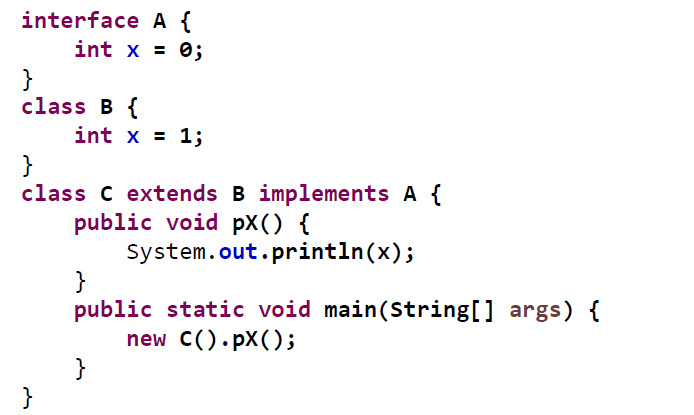 interface A {
    int x = 0;
}
class B {
    int x = 1;
}
class C extends B implements A {
    public void pX() {
        System.out.println(x);
    }
    public static void main(String[] args) {
        new C().pX();
    }
}